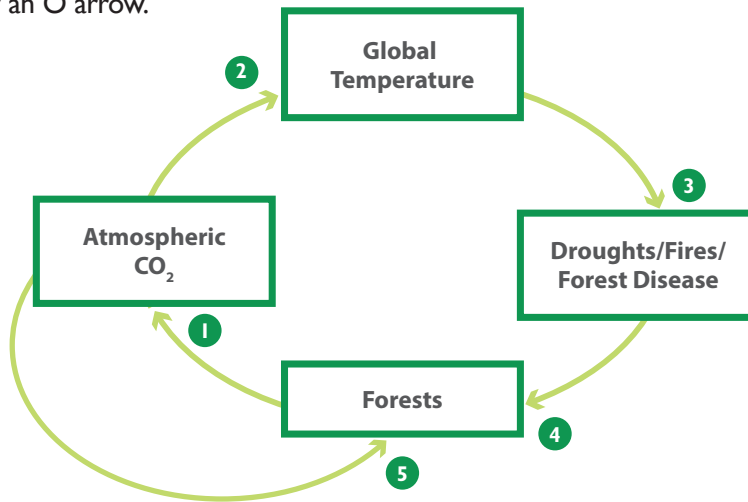 an O arrow.
Global
Temperature
2
3
Atmospheric
CO₂
Droughts/Fires/
Forest Disease
1
Forests
4
5